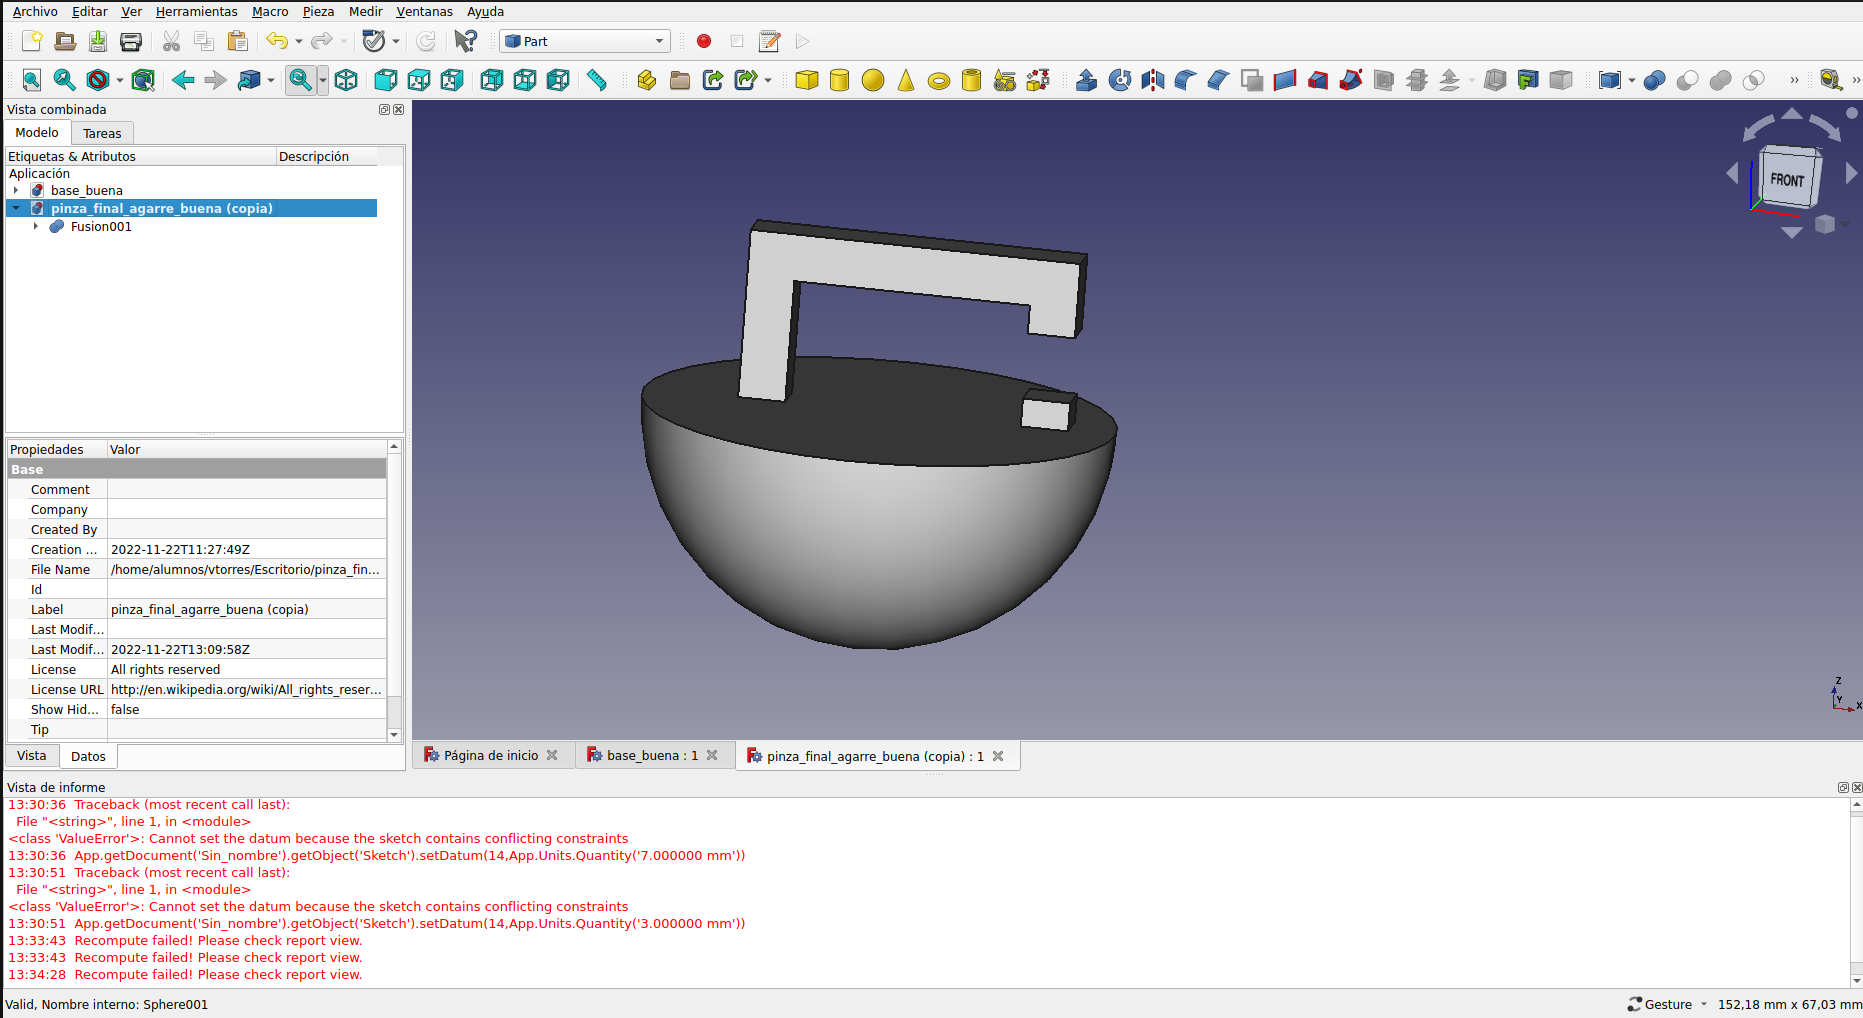 Archivo Editar Ver Herramientas Macro Pieza Medir Ventanas Ayuda
Part
Vista combinada
Modelo Tareas
Etiquetas & Atributos Descripción
Aplicación
base_buena
pinza_final_agarre_buena (copia)
Fusion001
FRONT
Z
Y
X
Propiedades Valor
Base
Comment
Company
Created By
Creation ... 2022-11-22T11:27:49Z
File Name /home/alumnos/vtorres/Escritorio/pinza_fin...
Id
Label pinza_final_agarre_buena (copia)
Last Modif...
Last Modif... 2022-11-22T13:09:58Z
License All rights reserved
License URL http://en.wikipedia.org/wiki/All_rights_reser...
Show Hid... false
Tip
Vista Datos
Página de inicio base_buena : 1 pinza_final_agarre_buena (copia) : 1
Vista de informe
13:30:36 Traceback (most recent call last):
File "<string>", line 1, in <module>
<class 'ValueError'>: Cannot set the datum because the sketch contains conflicting constraints
13:30:36 App.getDocument('Sin_nombre').getObject('Sketch').setDatum(14,App.Units.Quantity('7.000000 mm'))
13:30:51 Traceback (most recent call last):
File "<string>", line 1, in <module>
<class 'ValueError'>: Cannot set the datum because the sketch contains conflicting constraints
13:30:51 App.getDocument('Sin_nombre').getObject('Sketch').setDatum(14,App.Units.Quantity('3.000000 mm'))
13:33:43 Recompute failed! Please check report view.
13:33:43 Recompute failed! Please check report view.
13:34:28 Recompute failed! Please check report view.
Valid, Nombre interno: Sphere001 Gesture 152,18 mm x 67,03 mm